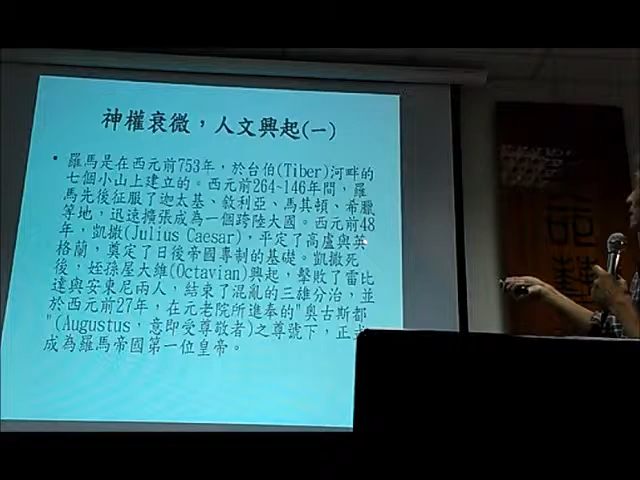 神權衰微，人文興起(一)
• 羅馬是在西元前753年，於台伯(Tiber)河畔的
七個小山上建立的。西元前264~146年間，羅
馬先後征服了迦太基、敘利亞、馬其頓、希臘
等地，迅速擴張成為一個跨陸大國。西元前48
年，凱撒(Julius Caesar)，平定了高盧與英
格蘭，奠定了日後帝國專制的基礎。凱撒死
後，姪孫屋大維(Octavian)興起，擊敗了雷比
達與安東尼兩人，結束了混亂的三雄分治，並
於西元前27年，在元老院所進奉的"奧古斯都
"(Augustus，意即受尊敬者)之尊號下，正式
成為羅馬帝國第一位皇帝。